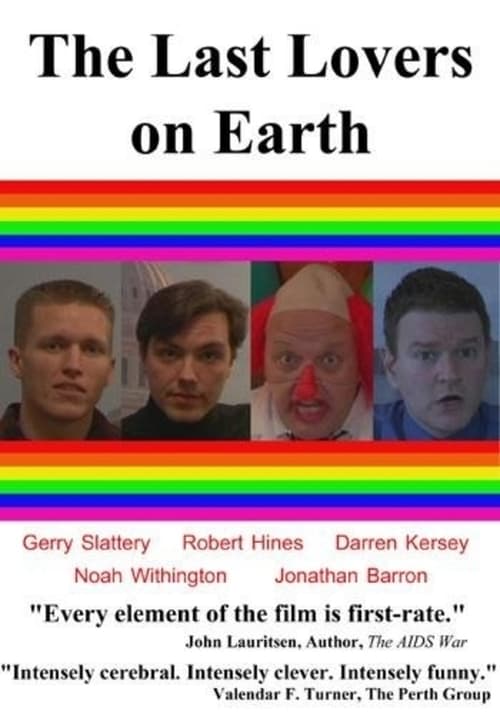 The Last Lovers
on Earth
Gerry Slattery Robert Hines Darren Kersey
Noah Withington Jonathan Barron
"Every element of the film is first-rate."
John Lauritsen, Author, The AIDS War
"Intensely cerebral. Intensely clever. Intensely funny."
Valendar F. Turner, The Perth Group